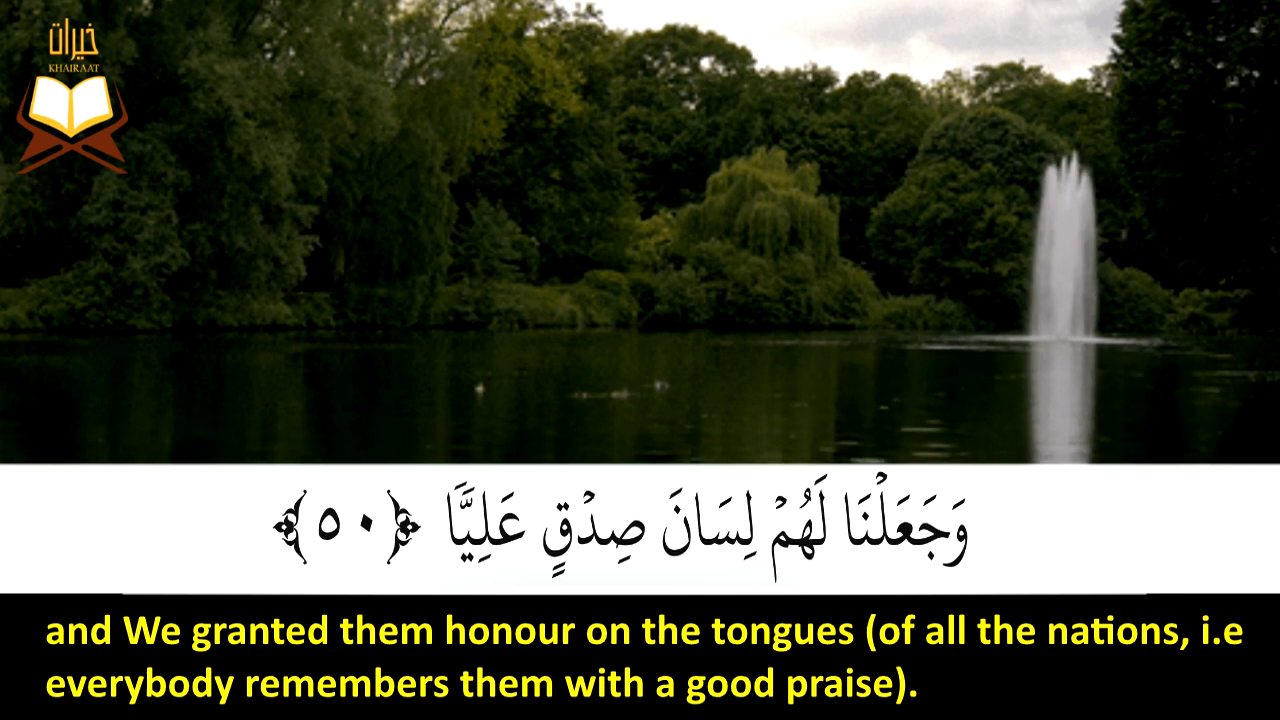 خيرات
KHAIRAAT
وَجَعَلْنَا لَهُمْ لِسَانَ صِدْقٍ عَلِيًّا ﴿٥٠﴾
and We granted them honour on the tongues (of all the nations, i.e
everybody remembers them with a good praise).